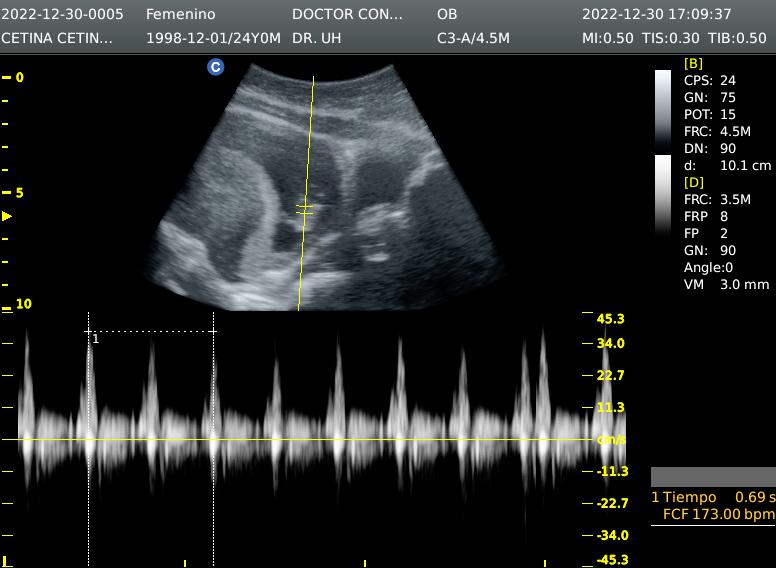 2022-12-30-0005 Femenino DOCTOR CON... OB 2022-12-30 17:09:37
CETINA CETIN... 1998-12-01/24Y0M DR. UH C3-A/4.5M MI:0.50 TIS:0.30 TIB:0.50
C
0
5
10
[B]
CPS: 24
GN: 75
POT: 15
FRC: 4.5M
DN: 90
d: 10.1 cm
[D]
FRC: 3.5M
FRP 8
FP 2
GN: 90
Angle:0
VM 3.0 mm
1
45.3
34.0
22.7
11.3
cm/s
-11.3
-22.7
-34.0
-45.3
1 Tiempo 0.69 s
FCF 173.00 bpm